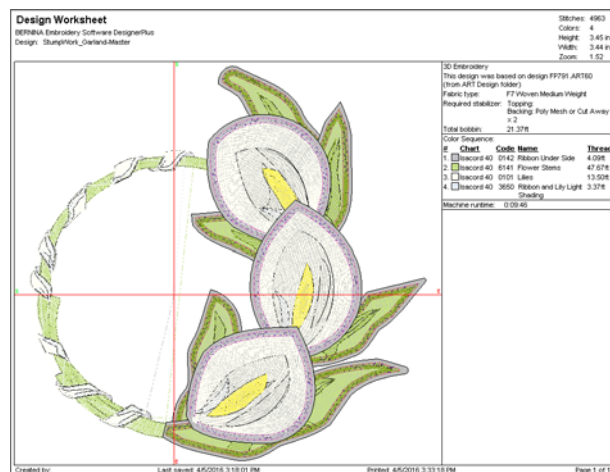 Design Worksheet
BERNINA Embroidery Software DesignerPlus
Design: StumpWork_Garland-Master
Stitches: 4963
Colors: 4
Height: 3.45 in
Width: 3.44 in
Zoom: 1.52
3D Embroidery
This design was based on design FP791.ART60
(from ART Design folder)
Fabric type: F7 Woven Medium Weight
Required stabilizer: Topping:
Backing: Poly Mesh or Cut Away
x 2
Total bobbin: 21.37ft
Color Sequence:
# Chart Code Name Thread
1. Isacord 40 0142 Ribbon Under Side 4.09ft
2. Isacord 40 6141 Flower Stems 47.67ft
3. Isacord 40 0101 Lilies 13.50ft
4. Isacord 40 3650 Ribbon and Lily Light 3.37ft
Shading
Machine runtime: 0:09:46
Created by: Last saved: 4/5/2016 3:18:01 PM Printed: 4/5/2016 3:33:18 PM Page 1 of 1